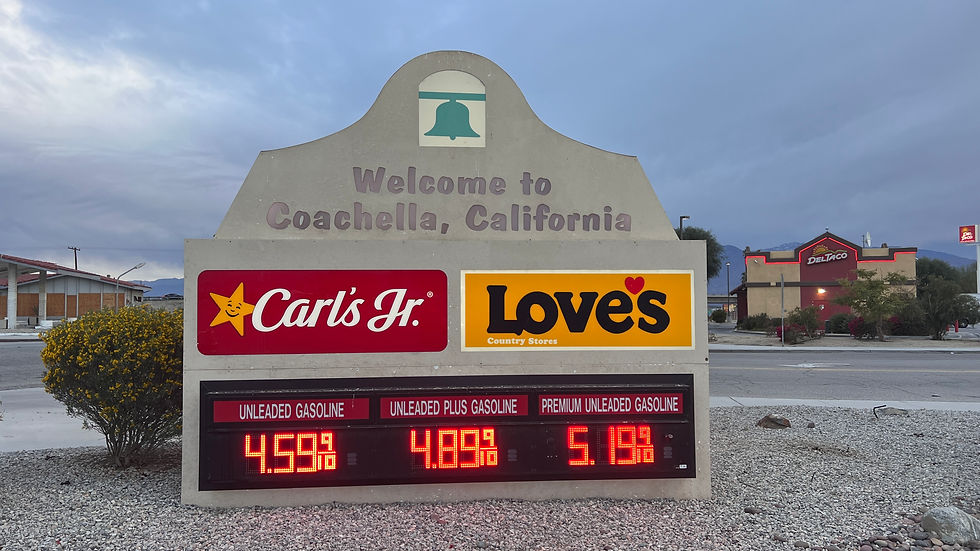 Welcome to
Coachella, California
Carl's Jr.®
LOVE'S
Country Stores
UNLEADED GASOLINE
UNLEADED PLUS GASOLINE
PREMIUM UNLEADED GASOLINE
4.59 9/10
4.89 9/10
5.19 9/10
DEL TACO